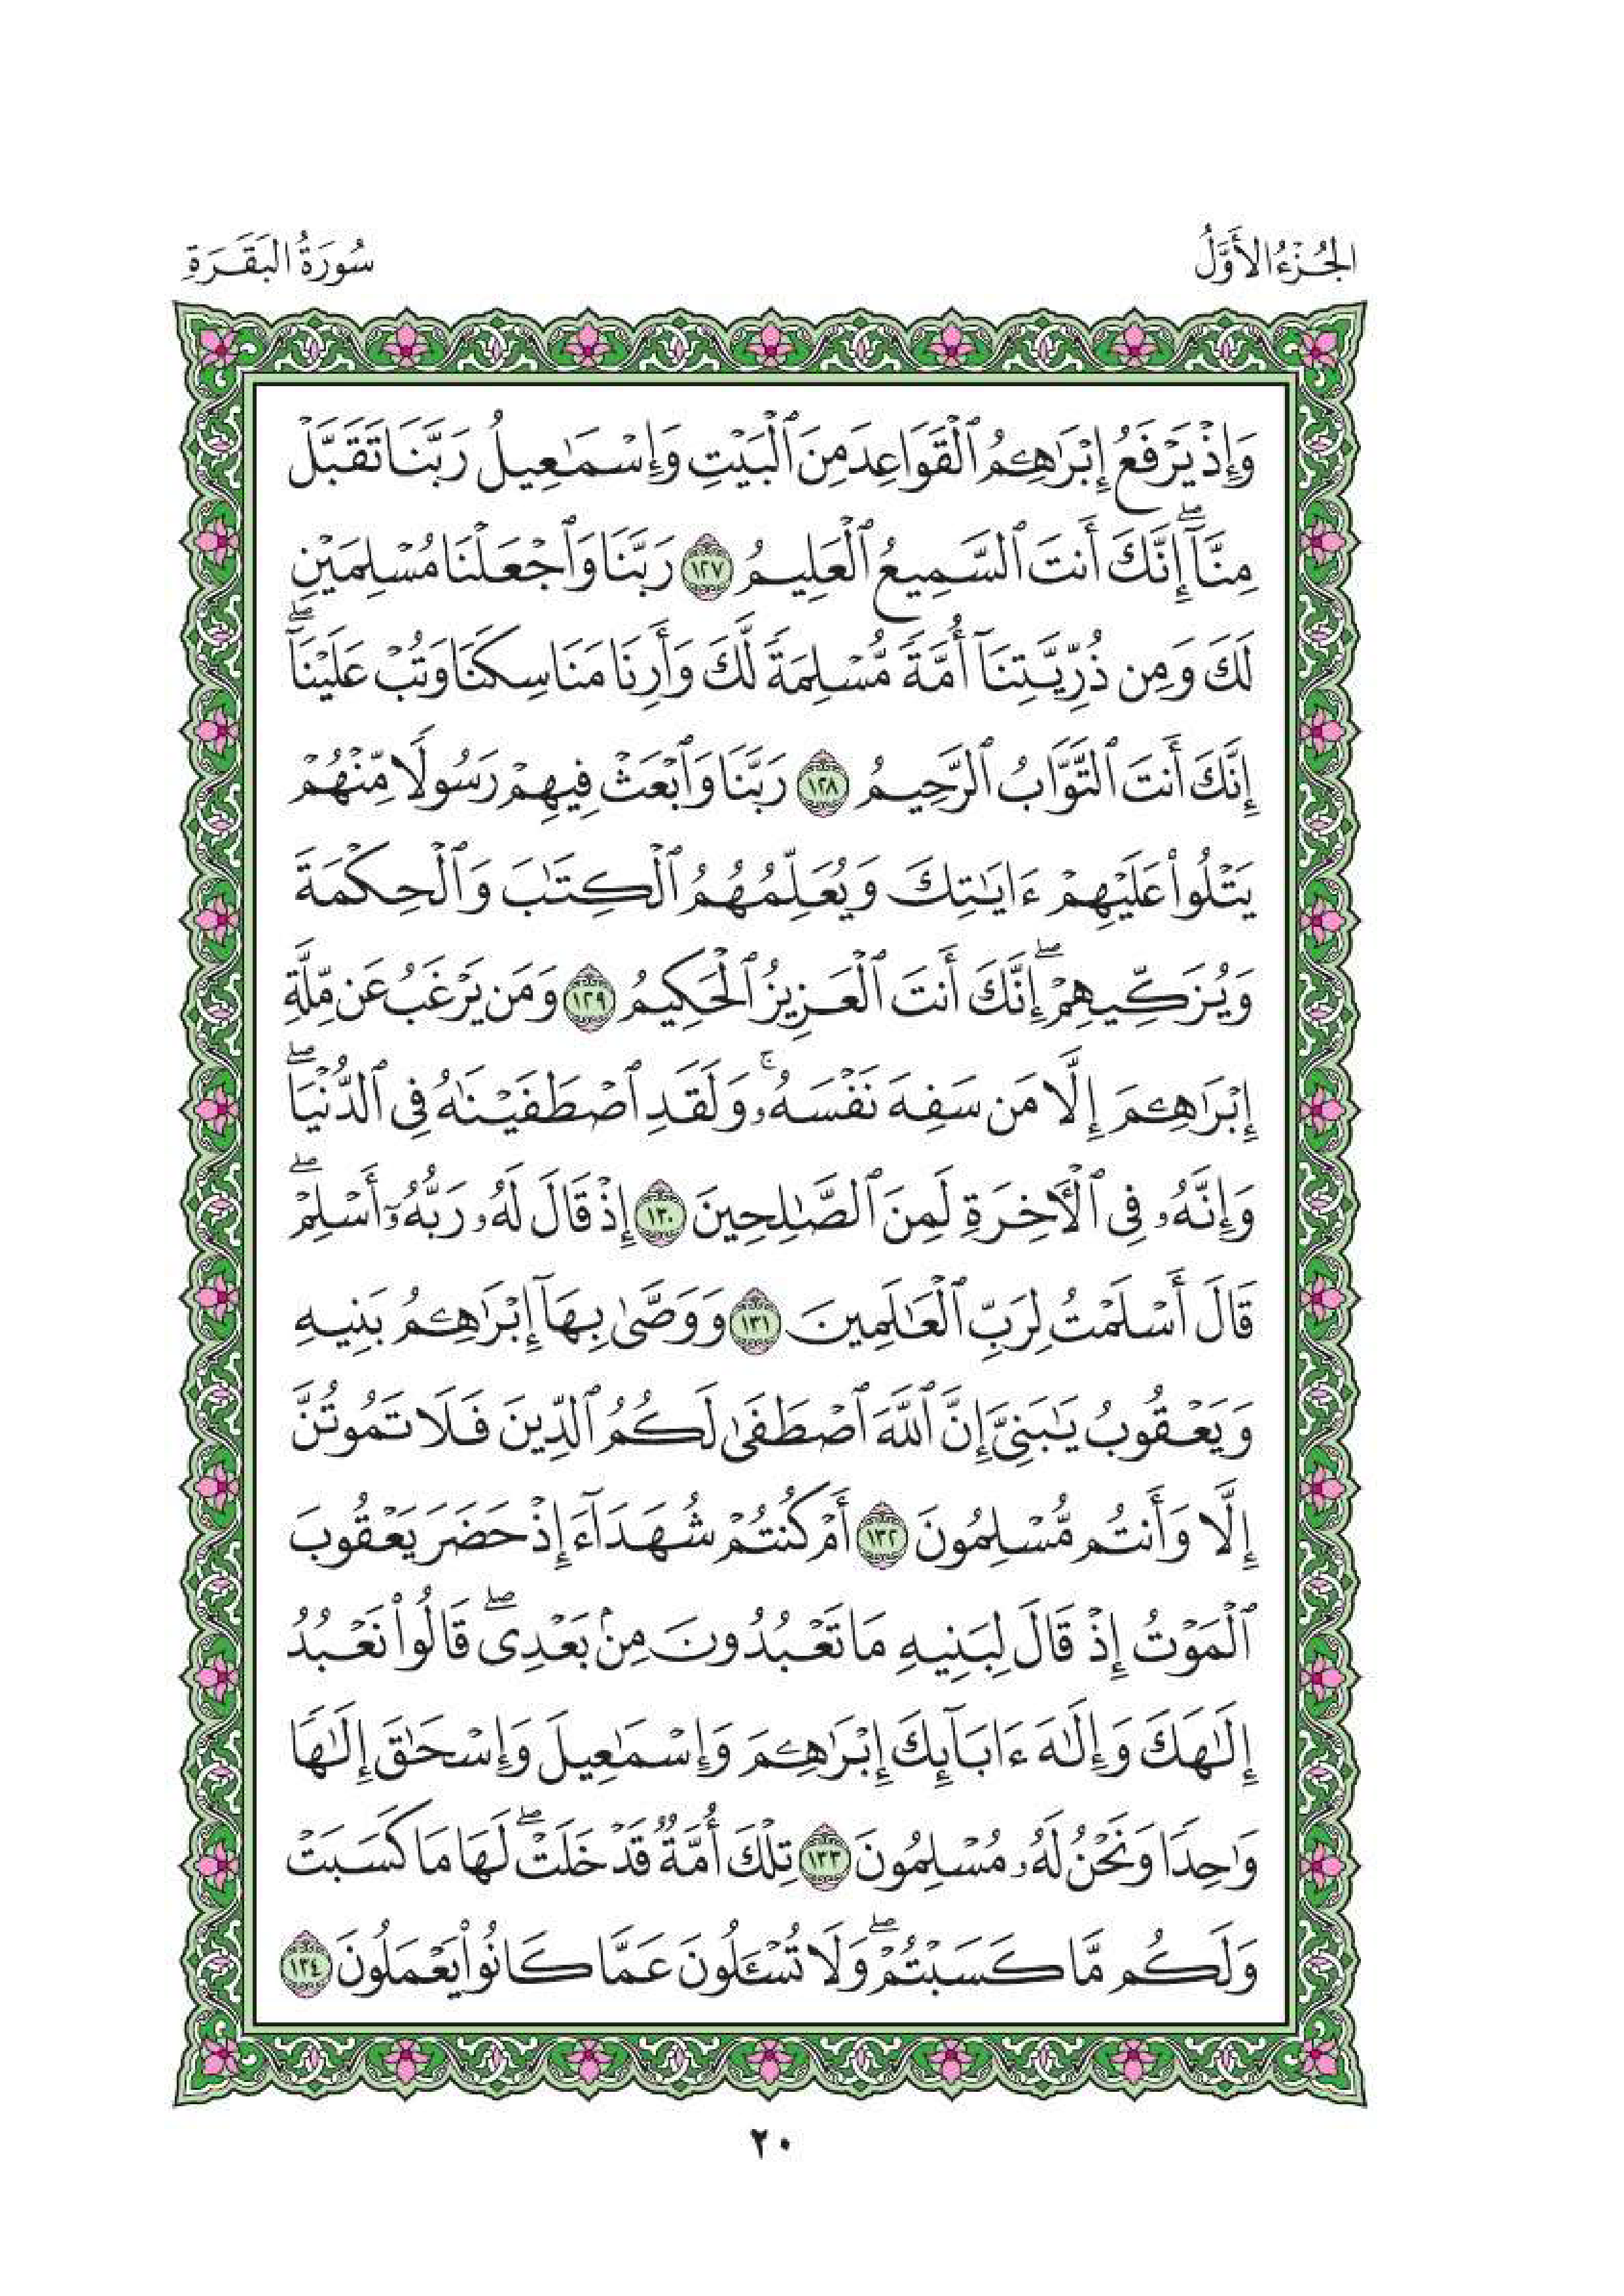 الجُزْءُ الأَوَّلُ
سُورَةُ البَقَرَةِ
وَإِذْ يَرْفَعُ إِبْرَٰهِـۧمُ ٱلْقَوَاعِدَ مِنَ ٱلْبَيْتِ وَإِسْمَٰعِيلُ رَبَّنَا تَقَبَّلْ
مِنَّآ ۖ إِنَّكَ أَنتَ ٱلسَّمِيعُ ٱلْعَلِيمُ ١٢٧ رَبَّنَا وَٱجْعَلْنَا مُسْلِمَيْنِ
لَكَ وَمِن ذُرِّيَّتِنَآ أُمَّةً مُّسْلِمَةً لَّكَ وَأَرِنَا مَنَاسِكَنَا وَتُبْ عَلَيْنَآ ۖ
إِنَّكَ أَنتَ ٱلتَّوَّابُ ٱلرَّحِيمُ ١٢٨ رَبَّنَا وَٱبْعَثْ فِيهِمْ رَسُولًا مِّنْهُمْ
يَتْلُوا۟ عَلَيْهِمْ ءَايَٰتِكَ وَيُعَلِّمُهُمُ ٱلْكِتَٰبَ وَٱلْحِكْمَةَ
وَيُزَكِّيهِمْ ۖ إِنَّكَ أَنتَ ٱلْعَزِيزُ ٱلْحَكِيمُ ١٢٩ وَمَن يَرْغَبُ عَن مِّلَّةِ
إِبْرَٰهِـۧمَ إِلَّا مَن سَفِهَ نَفْسَهُۥ ۚ وَلَقَدِ ٱصْطَفَيْنَٰهُ فِى ٱلدُّنْيَا ۖ
وَإِنَّهُۥ فِى ٱلْـَٔاخِرَةِ لَمِنَ ٱلصَّٰلِحِينَ ١٣٠ إِذْ قَالَ لَهُۥ رَبُّهُۥٓ أَسْلِمْ ۖ
قَالَ أَسْلَمْتُ لِرَبِّ ٱلْعَٰلَمِينَ ١٣١ وَوَصَّىٰ بِهَآ إِبْرَٰهِـۧمُ بَنِيهِ
وَيَعْقُوبُ يَٰبَنِىَّ إِنَّ ٱللَّهَ ٱصْطَفَىٰ لَكُمُ ٱلدِّينَ فَلَا تَمُوتُنَّ
إِلَّا وَأَنتُم مُّسْلِمُونَ ١٣٢ أَمْ كُنتُمْ شُهَدَآءَ إِذْ حَضَرَ يَعْقُوبَ
ٱلْمَوْتُ إِذْ قَالَ لِبَنِيهِ مَا تَعْبُدُونَ مِنۢ بَعْدِى ۖ قَالُوا۟ نَعْبُدُ
إِلَٰهَكَ وَإِلَٰهَ ءَابَآئِكَ إِبْرَٰهِـۧمَ وَإِسْمَٰعِيلَ وَإِسْحَٰقَ إِلَٰهًا
وَٰحِدًا وَنَحْنُ لَهُۥ مُسْلِمُونَ ١٣٣ تِلْكَ أُمَّةٌ قَدْ خَلَتْ ۖ لَهَا مَا كَسَبَتْ
وَلَكُم مَّا كَسَبْتُمْ ۖ وَلَا تُسْـَٔلُونَ عَمَّا كَانُوا۟ يَعْمَلُونَ ١٣٤
٢٠